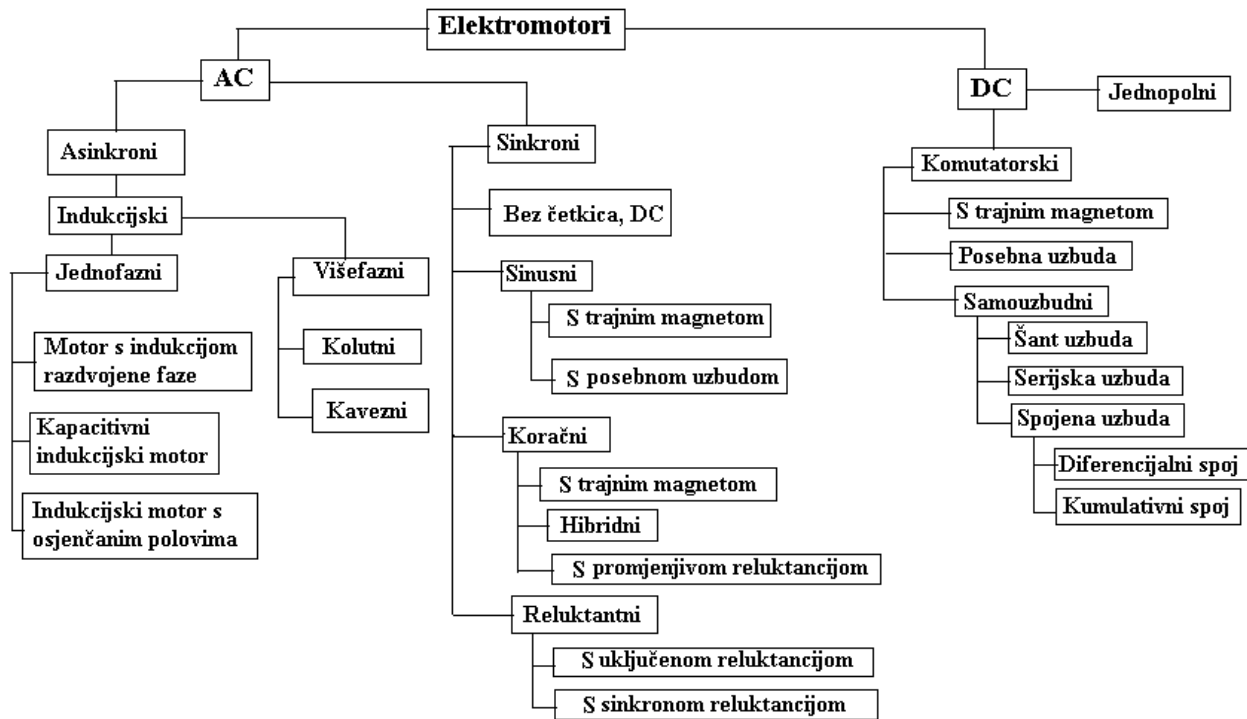 Elektromotori
AC
DC
Jednopolni
Asinkroni
Indukcijski
Jednofazni
Motor s indukcijom
razdvojene faze
Kapacitivni
indukcijski motor
Indukcijski motor s
osjenčanim polovima
Višefazni
Kolutni
Kavezni
Sinkroni
Bez četkica, DC
Sinusni
S trajnim magnetom
S posebnom uzbudom
Koračni
S trajnim magnetom
Hibridni
S promjenjivom reluktancijom
Reluktantni
S uključenom reluktancijom
S sinkronom reluktancijom
Komutatorski
S trajnim magnetom
Posebna uzbuda
Samouzbudni
Šant uzbuda
Serijska uzbuda
Spojena uzbuda
Diferencijalni spoj
Kumulativni spoj